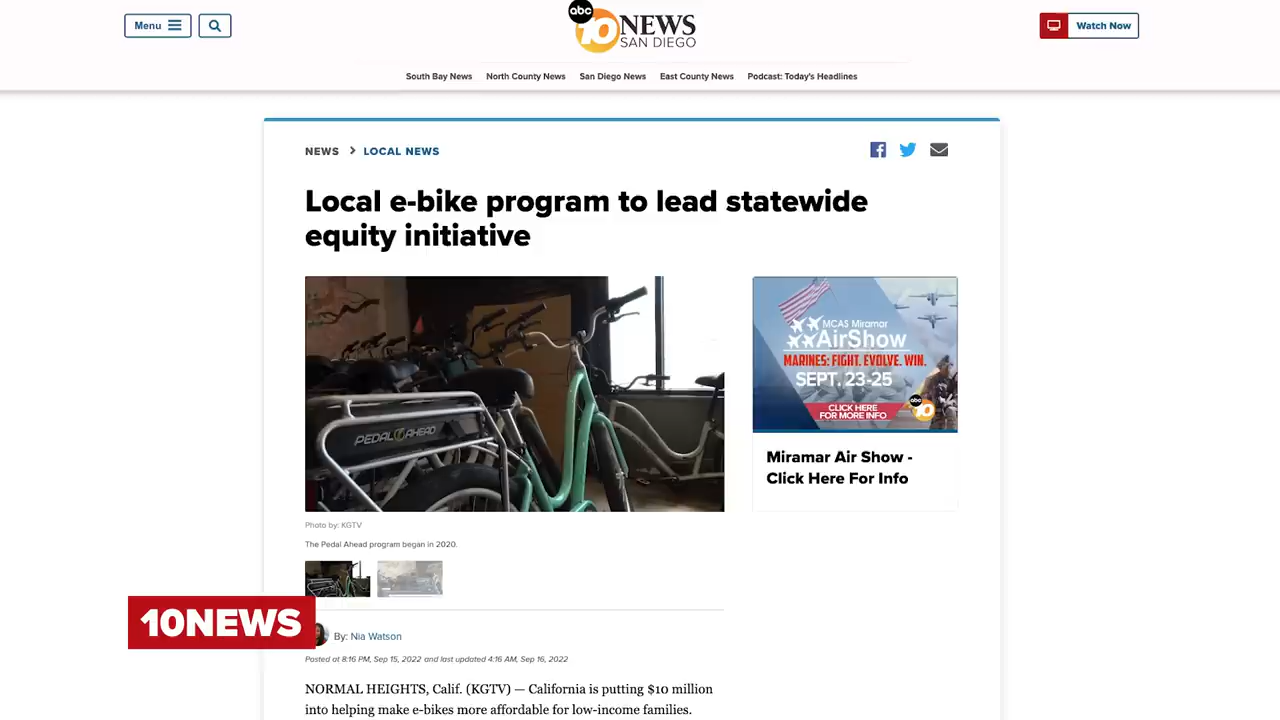 Menu
abc
10 NEWS
SAN DIEGO
Watch Now
South Bay News North County News San Diego News East County News Podcast: Today's Headlines
NEWS > LOCAL NEWS
Local e-bike program to lead statewide
equity initiative
PEDAL AHEAD
MCAS Miramar
AirShow
MARINES: FIGHT. EVOLVE. WIN.
SEPT. 23-25
CLICK HERE
FOR MORE INFO
abc
10
Miramar Air Show -
Click Here For Info
Photo by: KGTV
The Pedal Ahead program began in 2020.
10NEWS
By: Nia Watson
Posted at 8:16 PM, Sep 15, 2022 and last updated 4:16 AM, Sep 16, 2022
NORMAL HEIGHTS, Calif. (KGTV) — California is putting $10 million
into helping make e-bikes more affordable for low-income families.